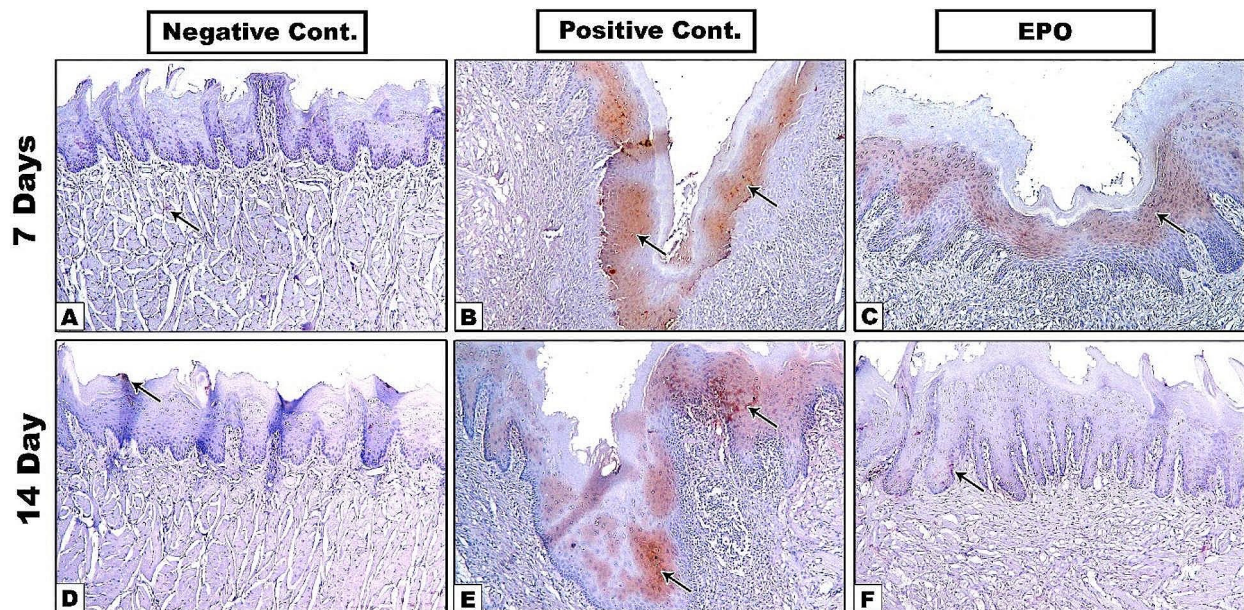 Negative Cont.
Positive Cont.
EPO
7 Days
A
B
C
14 Day
D
E
F